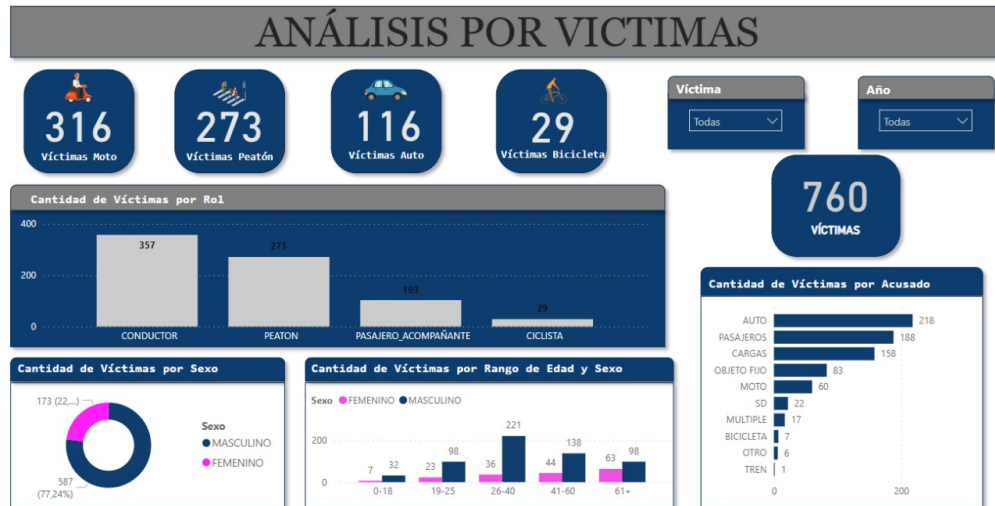 ANÁLISIS POR VICTIMAS
316
Víctimas Moto
273
Víctimas Peatón
116
Víctimas Auto
29
Víctimas Bicicleta
Víctima
Todas
Año
Todas
760
VÍCTIMAS
Cantidad de Víctimas por Rol
400
200
0
357
271
103
29
CONDUCTOR
PEATON
PASAJERO_ACOMPAÑANTE
CICLISTA
Cantidad de Víctimas por Acusado
AUTO 218
PASAJEROS 188
CARGAS 158
OBJETO FIJO 83
MOTO 60
SD 22
MULTIPLE 17
BICICLETA 7
OTRO 6
TREN 1
0 200
Cantidad de Víctimas por Sexo
173 (22,...)
587
(77,24%)
Sexo
MASCULINO
FEMENINO
Cantidad de Víctimas por Rango de Edad y Sexo
Sexo FEMENINO MASCULINO
200
0
7 32 23 98 36 221 44 138 63 98
0-18 19-25 26-40 41-60 61+